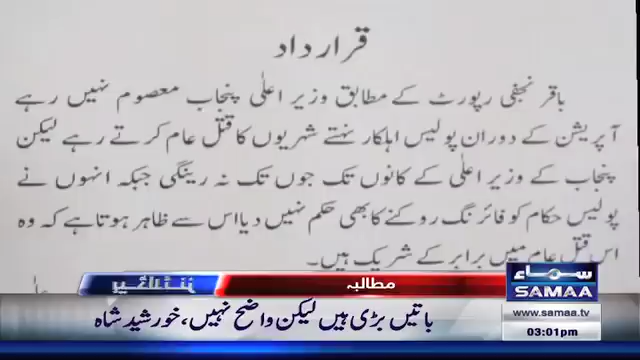 قرارداد
باقر نجفی رپورٹ کے مطابق وزیر اعلیٰ پنجاب معصوم نہیں رہے
آپریشن کے دوران پولیس اہلکار نہتے شہریوں کا قتل عام کرتے رہے لیکن
پنجاب کے وزیر اعلیٰ کے کانوں تک جوں تک نہ رینگی جبکہ انہوں نے
پولیس حکام کو فائرنگ روکنے کا بھی حکم نہیں دیا اس سے ظاہر ہوتا ہے کہ وہ
اس قتل عام میں برابر کے شریک ہیں۔
مطالبہ
باتیں بڑی ہیں لیکن واضح نہیں، خورشید شاہ
سماء
SAMAA
www.samaa.tv
03:01pm